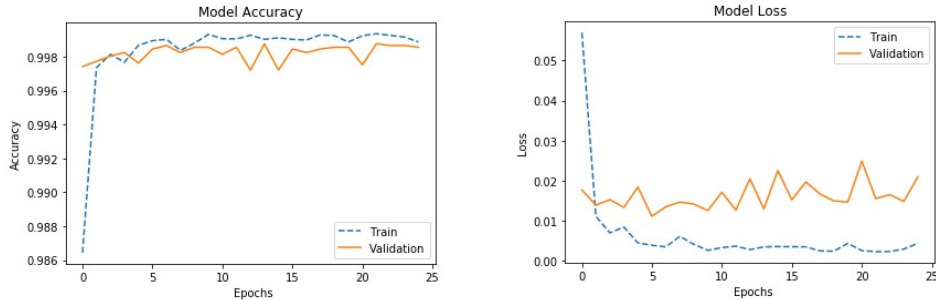 Model Accuracy
0.998
0.996
0.994
0.992
0.990
0.988
0.986
Accuracy
Train
Validation
0 5 10 15 20 25
Epochs
Model Loss
0.05
0.04
0.03
0.02
0.01
0.00
Loss
Train
Validation
0 5 10 15 20 25
Epochs